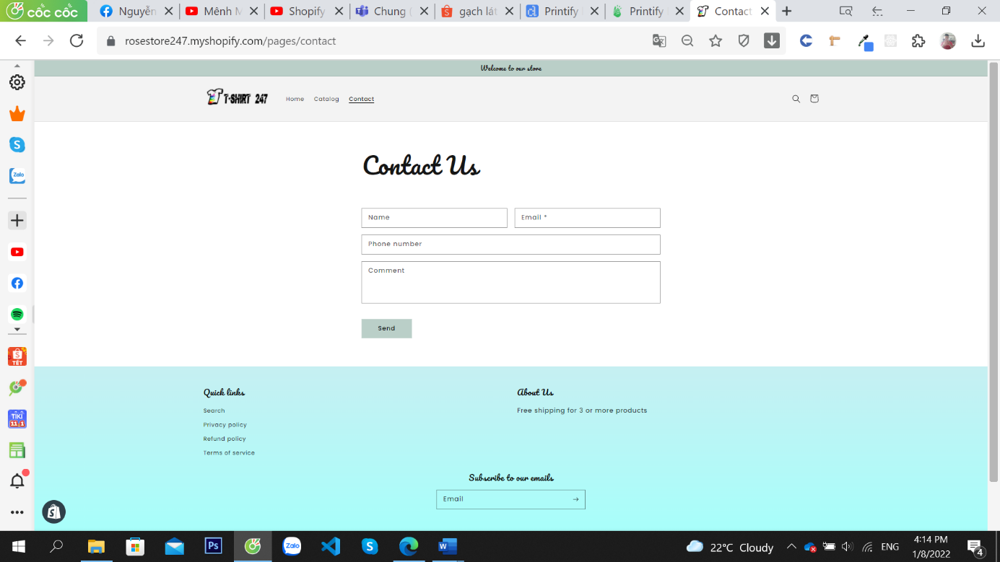 cốc cốc
Nguyễn
Mênh M
Shopify
Chung (
gạch lát
Printify
Printify
Contact
rosestore247.myshopify.com/pages/contact
Welcome to our store
T-SHIRT 247
Home
Catalog
Contact
Contact Us
Name
Email *
Phone number
Comment
Send
Quick links
Search
Privacy policy
Refund policy
Terms of service
About Us
Free shipping for 3 or more products
Subscribe to our emails
Email
Zalo
TẾT
TIKI
11.1
Ps
Zalo
22°C Cloudy
ENG
4:14 PM
1/8/2022
4